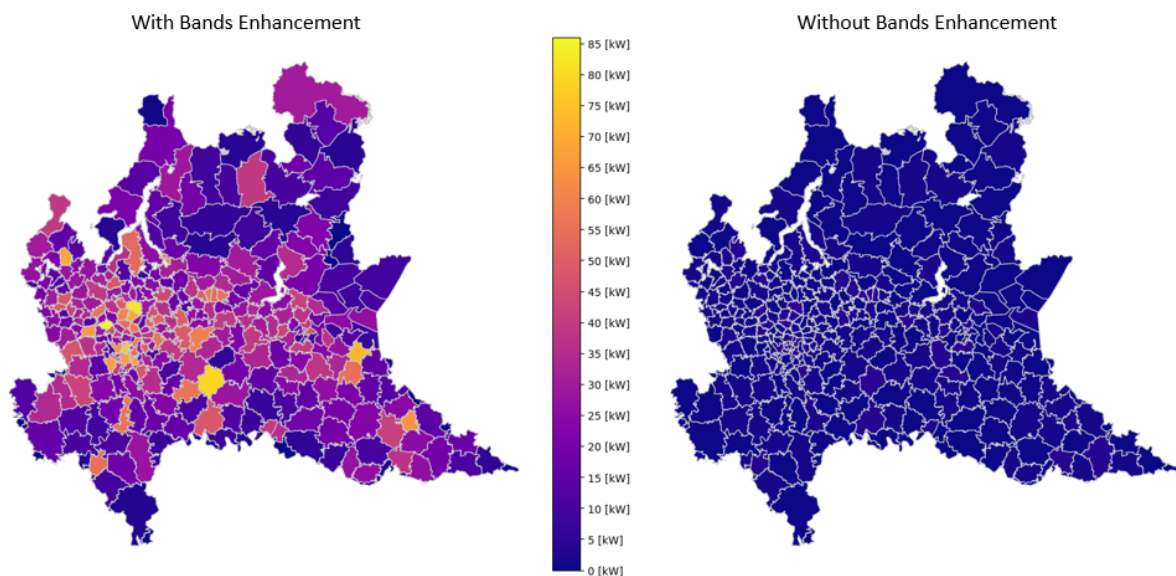 With Bands Enhancement
Without Bands Enhancement
85 [kW]
80 [kW]
75 [kW]
70 [kW]
65 [kW]
60 [kW]
55 [kW]
50 [kW]
45 [kW]
40 [kW]
35 [kW]
30 [kW]
25 [kW]
20 [kW]
15 [kW]
10 [kW]
5 [kW]
0 [kW]